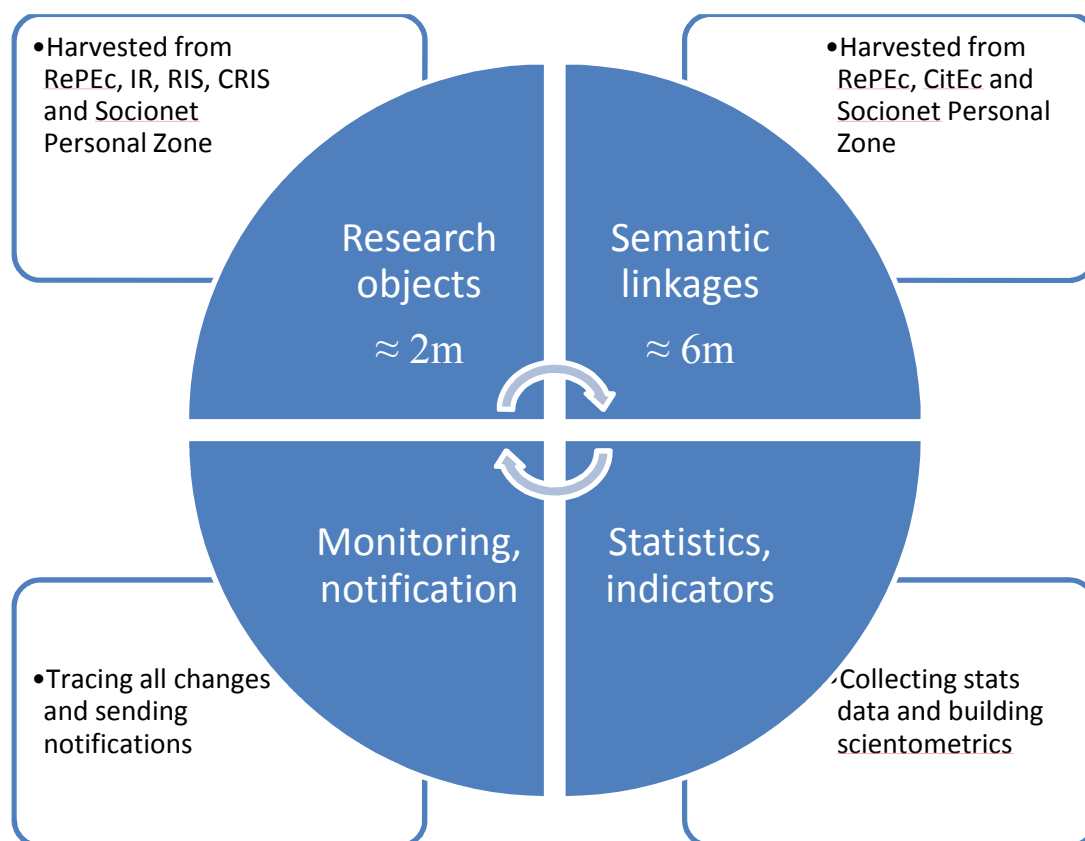 •Harvested from
RePEc, IR, RIS, CRIS
and Socionet
Personal Zone
•Harvested from
RePEc, CitEc and
Socionet Personal
Zone
Research
objects
≈ 2m
Semantic
linkages
≈ 6m
Monitoring,
notification
Statistics,
indicators
•Tracing all changes
and sending
notifications
•Collecting stats
data and building
scientometrics